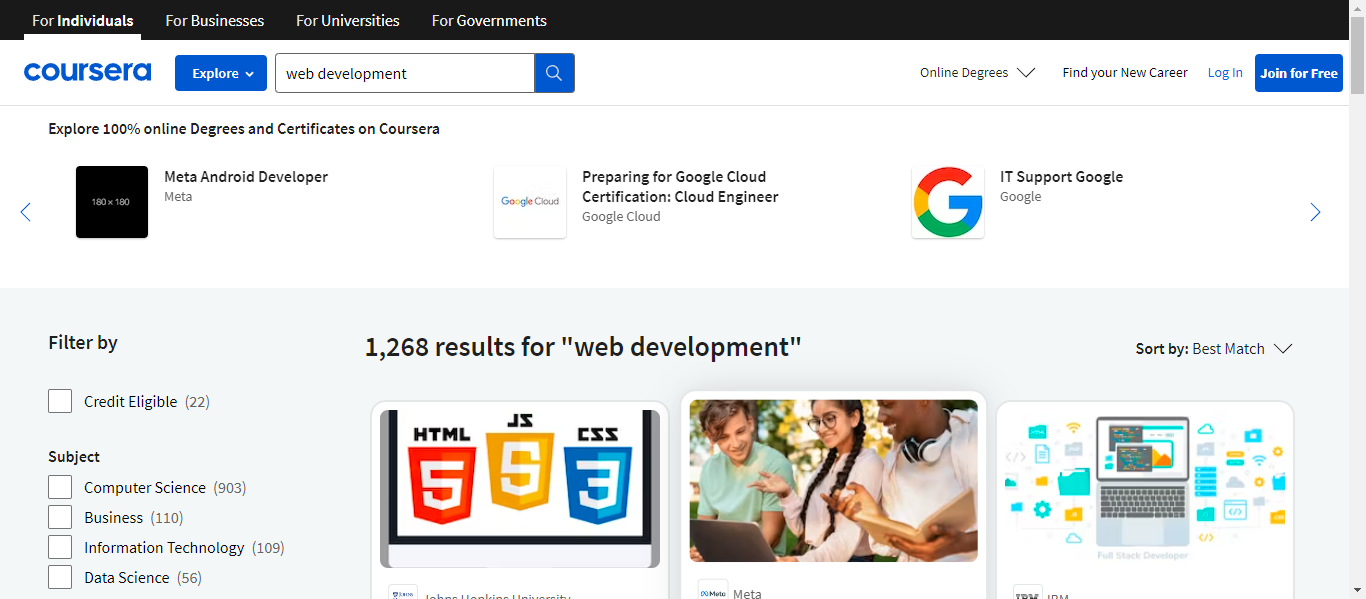 For Individuals For Businesses For Universities For Governments
coursera Explore web development Online Degrees Find your New Career Log In Join for Free
Explore 100% online Degrees and Certificates on Coursera
180 × 180
Meta Android Developer
Meta
Google Cloud
Preparing for Google Cloud
Certification: Cloud Engineer
Google Cloud
G
IT Support Google
Google
Filter by
Credit Eligible (22)
Subject
Computer Science (903)
Business (110)
Information Technology (109)
Data Science (56)
1,268 results for "web development"
Sort by: Best Match
HTML JS CSS
5 5 3
Johns Hopkins University
Meta Meta
Full Stack Developer
IBM IBM